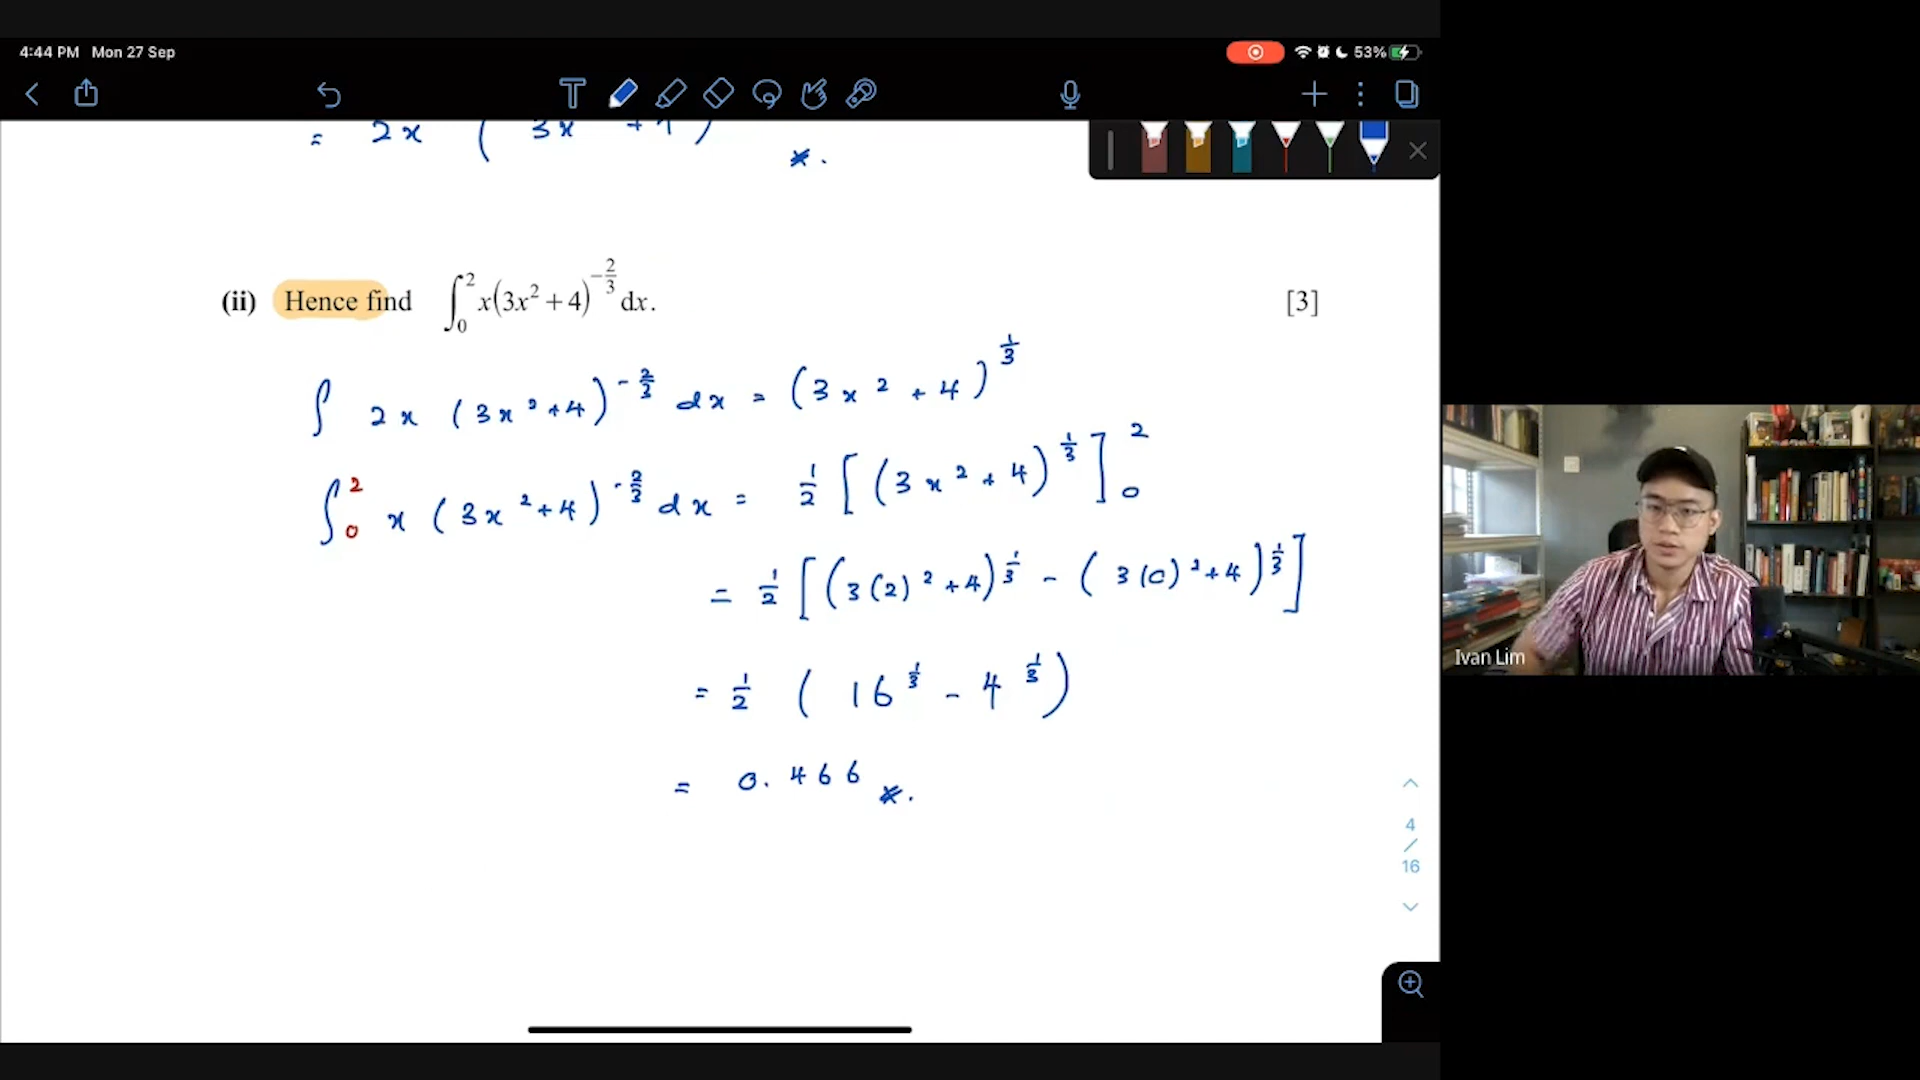 4:44 PM Mon 27 Sep
53%
= 2x ( 3x + 4 )
*.
(ii) Hence find ∫₀² x(3x² + 4)^(-2/3) dx. [3]
∫ 2x (3x² + 4)^(-2/3) dx = (3x² + 4)^(1/3)
∫₀² x (3x² + 4)^(-2/3) dx = 1/2 [(3x² + 4)^(1/3)]₀²
= 1/2 [(3(2)² + 4)^(1/3) - (3(0)² + 4)^(1/3)]
= 1/2 ( 16^(1/3) - 4^(1/3) )
= 0.466 *.
4
/
16
Ivan Lim